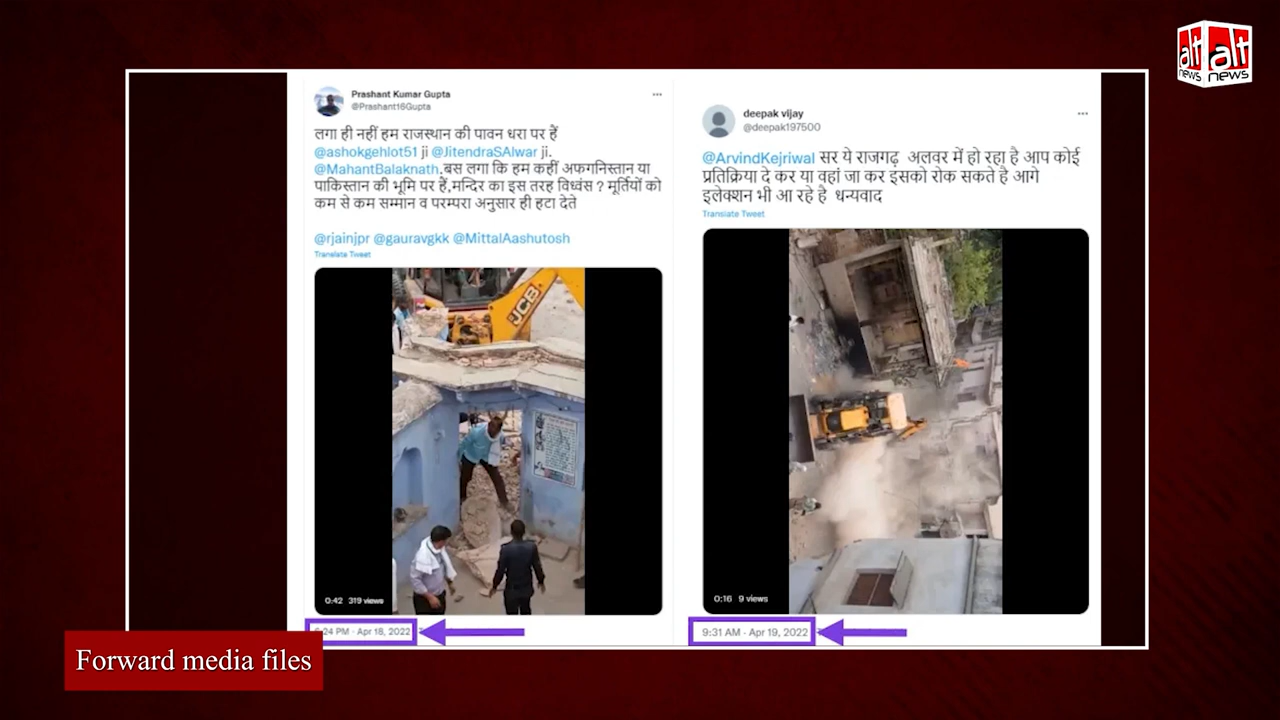 alt alt
news news
Prashant Kumar Gupta
@Prashant16Gupta
लगा ही नहीं हम राजस्थान की पावन धरा पर हैं
@ashokgehlot51 ji @JitendraSAlwar ji.
@MahantBalaknath.बस लगा कि हम कहीं अफगनिस्तान या
पाकिस्तान की भूमि पर हैं,मन्दिर का इस तरह विध्वंस ? मूर्तियों को
कम से कम सम्मान व परम्परा अनुसार ही हटा देते
@rjainjpr @gauravgkk @MittalAashutosh
Translate Tweet
JCB
0:42 319 views
:24 PM · Apr 18, 2022
deepak vijay
@deepak197500
@ArvindKejriwal सर ये राजगढ़ अलवर में हो रहा है आप कोई
प्रतिक्रिया दे कर या वहां जा कर इसको रोक सकते है आगे
इलेक्शन भी आ रहे है धन्यवाद
Translate Tweet
0:16 9 views
9:31 AM · Apr 19, 2022
Forward media files